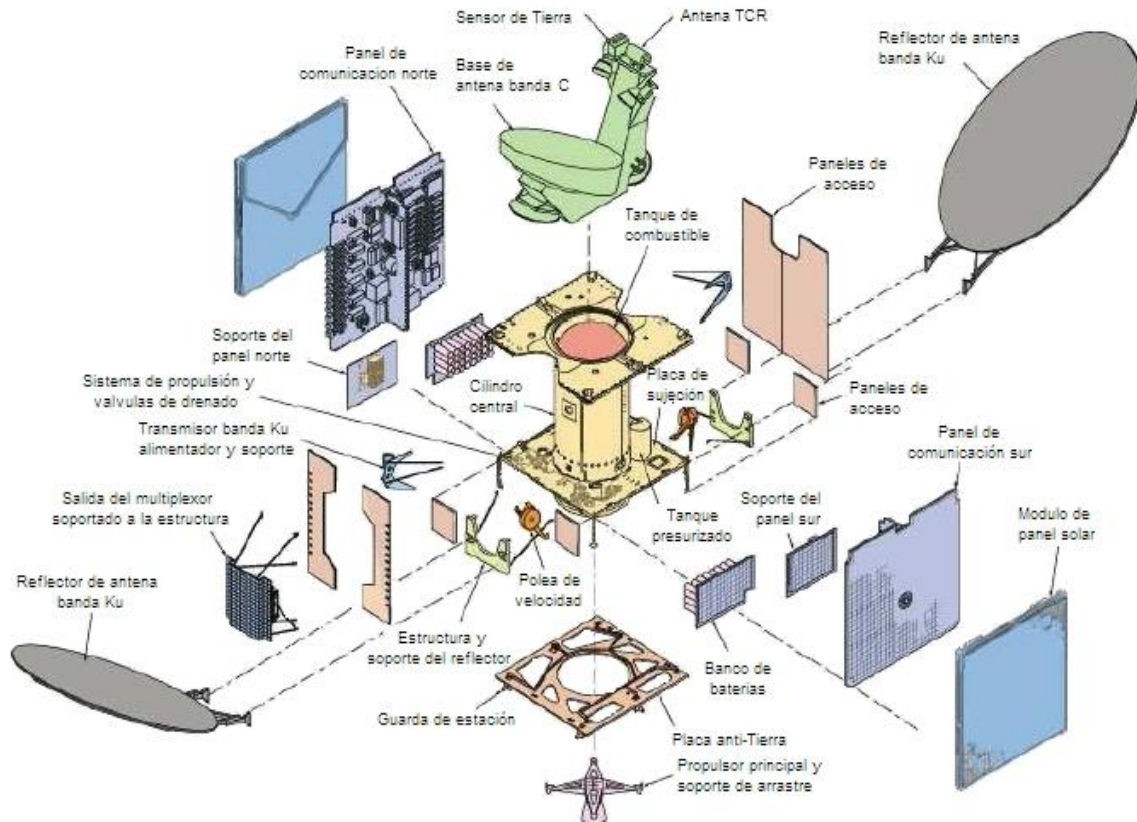 Sensor de Tierra
Antena TCR
Reflector de antena
banda Ku
Panel de
comunicacion norte
Base de
antena banda C
Paneles de
acceso
Tanque de
combustible
Soporte del
panel norte
Sistema de propulsión y
valvulas de drenado
Cilindro
central
Placa de
sujeción
Paneles de
acceso
Transmisor banda Ku
alimentador y soporte
Panel de
comunicación sur
Salida del multiplexor
soportado a la estructura
Soporte del
panel sur
Modulo de
panel solar
Tanque
presurizado
Reflector de antena
banda Ku
Polea de
velocidad
Estructura y
soporte del reflector
Banco de
baterias
Guarda de estación
Placa anti-Tierra
Propulsor principal y
soporte de arrastre